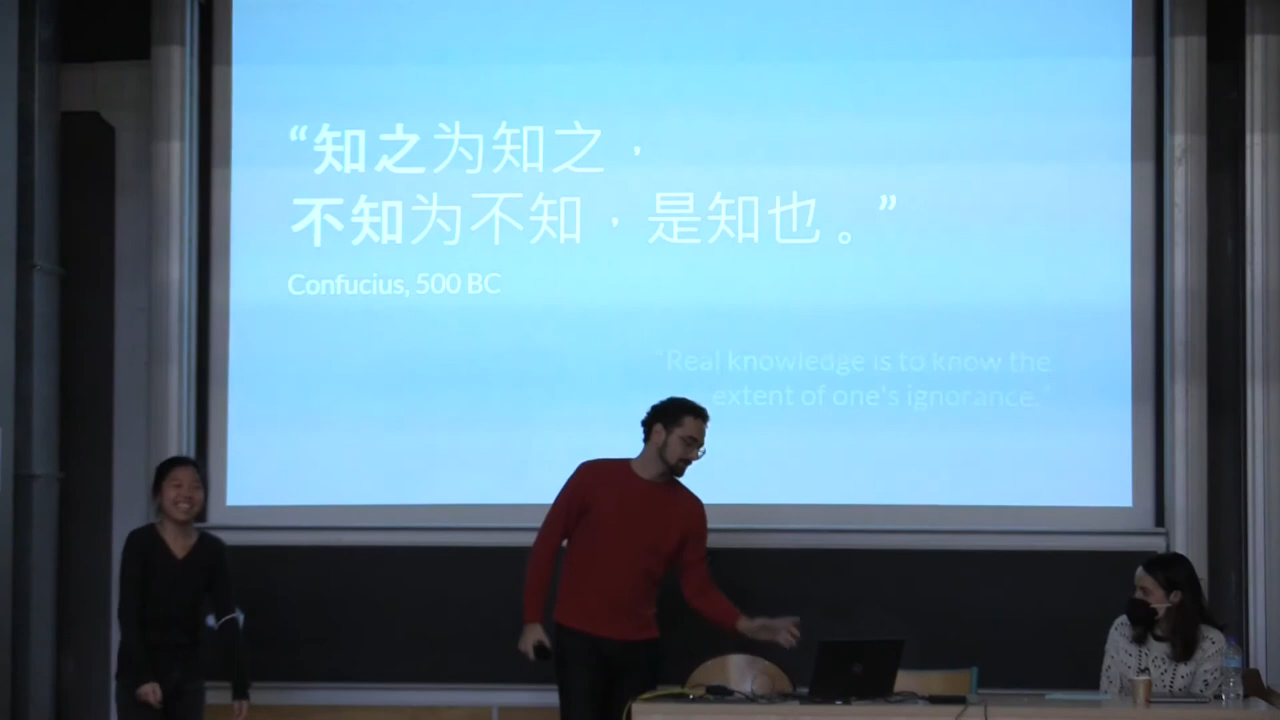 “知之为知之，
不知为不知，是知也。”
Confucius, 500 BC
“Real knowledge is to know the
extent of one's ignorance.”